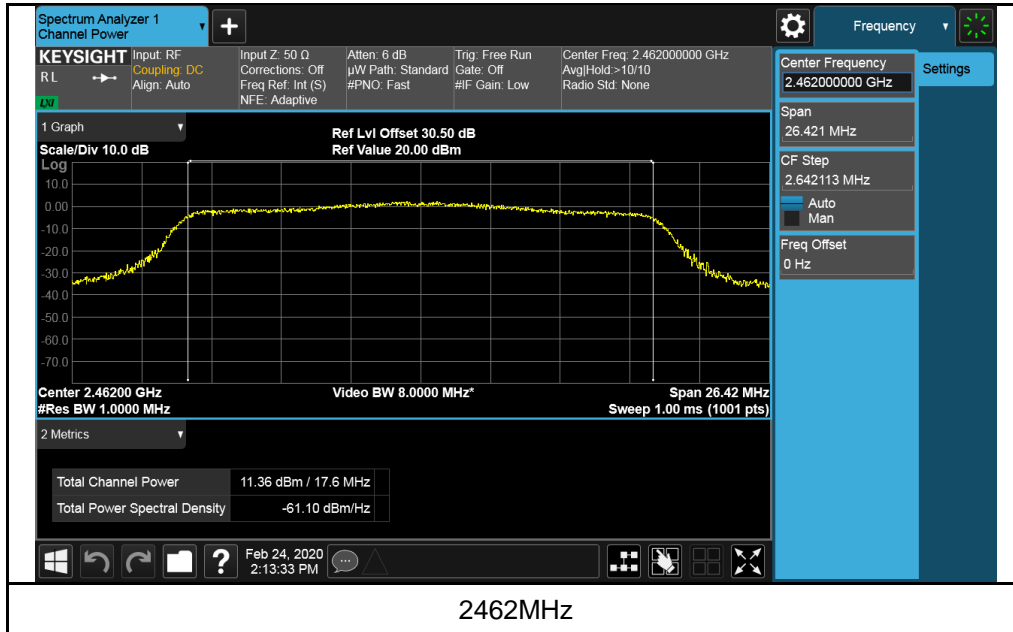 Spectrum Analyzer 1
Channel Power
Frequency
KEYSIGHT
R L
LXI
Input: RF
Coupling: DC
Align: Auto
Input Z: 50 Ω
Corrections: Off
Freq Ref: Int (S)
NFE: Adaptive
Atten: 6 dB
µW Path: Standard
#PNO: Fast
Trig: Free Run
Gate: Off
#IF Gain: Low
Center Freq: 2.462000000 GHz
Avg|Hold:>10/10
Radio Std: None
Center Frequency
2.462000000 GHz
Settings
Span
26.421 MHz
CF Step
2.642113 MHz
Auto
Man
Freq Offset
0 Hz
1 Graph
Scale/Div 10.0 dB
Ref Lvl Offset 30.50 dB
Ref Value 20.00 dBm
Log
10.0
0.00
-10.0
-20.0
-30.0
-40.0
-50.0
-60.0
-70.0
Center 2.46200 GHz
#Res BW 1.0000 MHz
Video BW 8.0000 MHz*
Span 26.42 MHz
Sweep 1.00 ms (1001 pts)
2 Metrics
Total Channel Power 11.36 dBm / 17.6 MHz
Total Power Spectral Density -61.10 dBm/Hz
?
Feb 24, 2020
2:13:33 PM
2462MHz